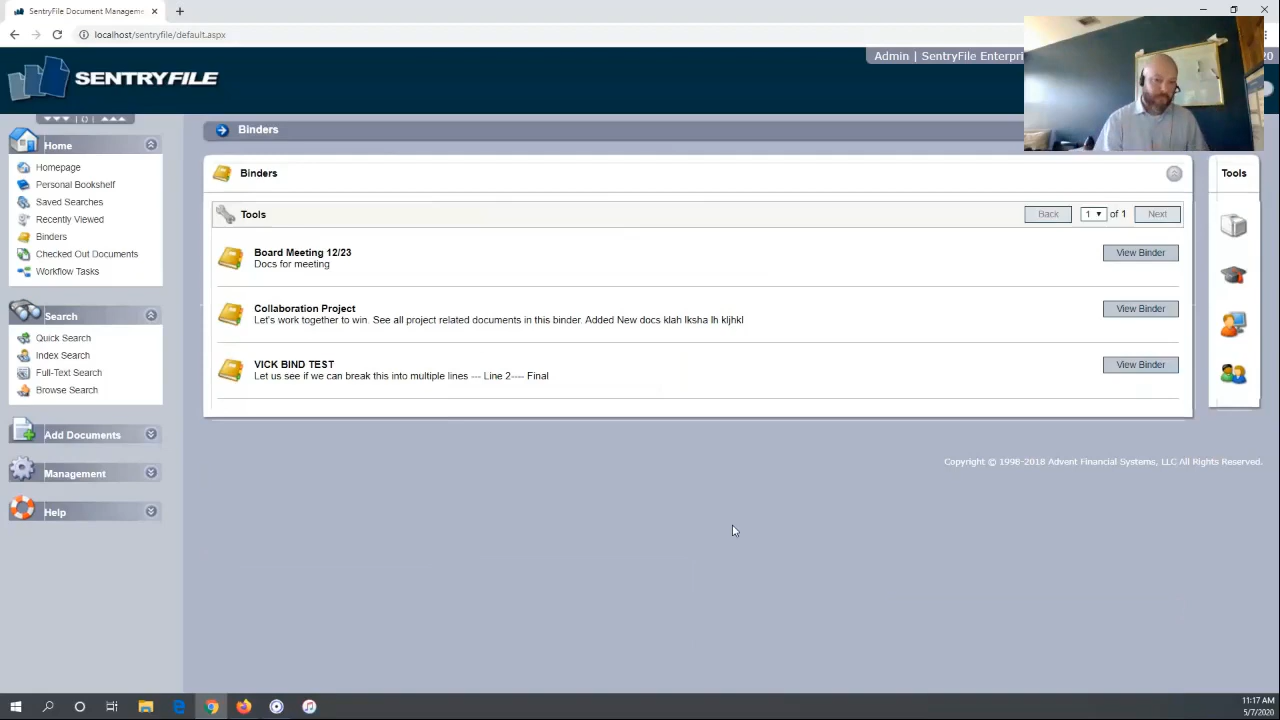 SentryFile Document Manageme
localhost/sentryfile/default.aspx
SENTRYFILE
Admin | SentryFile Enterpri
20
Home
Homepage
Personal Bookshelf
Saved Searches
Recently Viewed
Binders
Checked Out Documents
Workflow Tasks
Search
Quick Search
Index Search
Full-Text Search
Browse Search
Add Documents
Management
Help
Binders
Binders
Tools
Back
1
of 1
Next
Board Meeting 12/23
Docs for meeting
View Binder
Collaboration Project
Let's work together to win. See all project related documents in this binder. Added New docs klah lksha lh kljhkl
View Binder
VICK BIND TEST
Let us see if we can break this into multiple lines --- Line 2---- Final
View Binder
Tools
Copyright © 1998-2018 Advent Financial Systems, LLC All Rights Reserved.
11:17 AM
5/7/2020